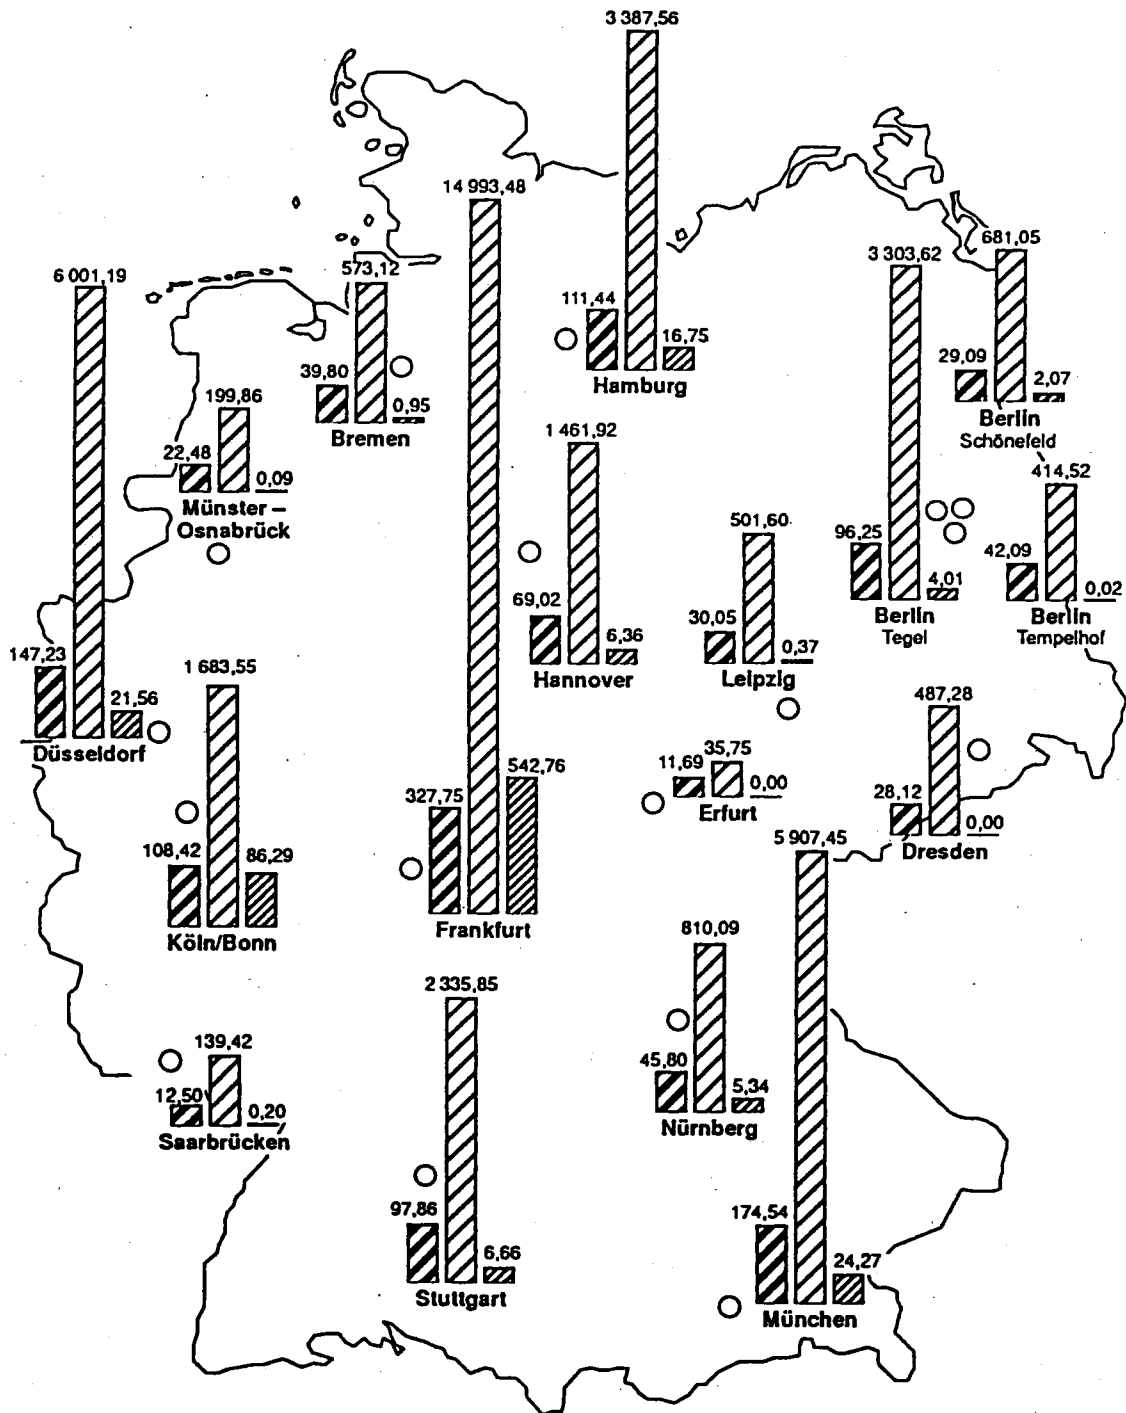 3 387,56
111,44
16,75
Hamburg
14 993,48
327,75
542,76
Frankfurt
6 001,19
147,23
21,56
Düsseldorf
573,12
39,80
0,95
Bremen
3 303,62
96,25
4,01
Berlin
Tegel
681,05
29,09
2,07
Berlin
Schönefeld
199,86
22,48
0,09
Münster –
Osnabrück
1 461,92
69,02
6,36
Hannover
501,60
30,05
0,37
Leipzig
414,52
42,09
0,02
Berlin
Tempelhof
1 683,55
108,42
86,29
Köln/Bonn
35,75
11,69
0,00
Erfurt
487,28
28,12
0,00
Dresden
5 907,45
174,54
24,27
München
810,09
45,80
5,34
Nürnberg
2 335,85
97,86
6,66
Stuttgart
139,42
12,50
0,20
Saarbrücken